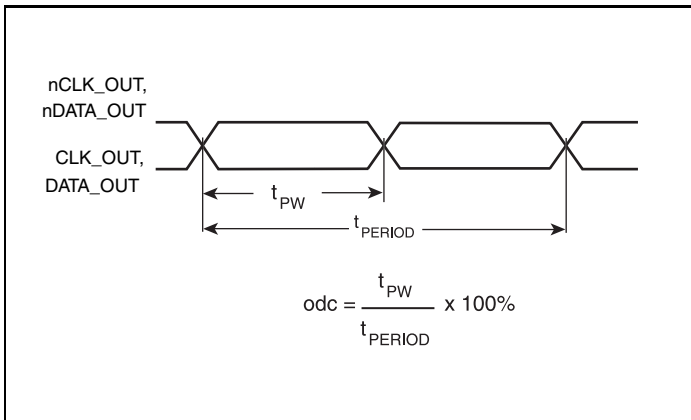 nCLK_OUT,
nDATA_OUT
CLK_OUT,
DATA_OUT
tPW
tPERIOD
odc = tPW / tPERIOD x 100%